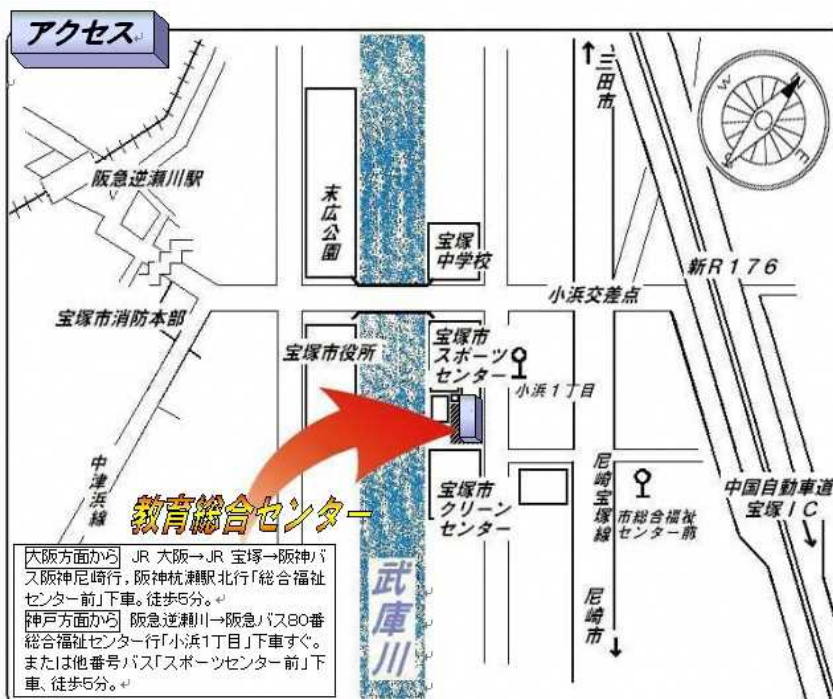 アクセス
三田市
N
W
E
S
阪急逆瀬川駅
末広公園
宝塚
中学校
新R176
小浜交差点
宝塚市消防本部
宝塚市役所
宝塚市
スポーツ
センター
小浜1丁目
中津浜線
尼崎宝塚線
宝塚市
クリーン
センター
市総合福祉
センター前
中国自動車道
宝塚IC
教育総合センター
武庫川
尼崎市
大阪方面から JR 大阪→JR 宝塚→阪神バ
ス阪神尼崎行,阪神杭瀬駅北行「総合福祉
センター前」下車。徒歩5分。
神戸方面から 阪急逆瀬川→阪急バス80番
総合福祉センター行「小浜1丁目」下車すぐ。
または他番号バス「スポーツセンター前」下
車、徒歩5分。